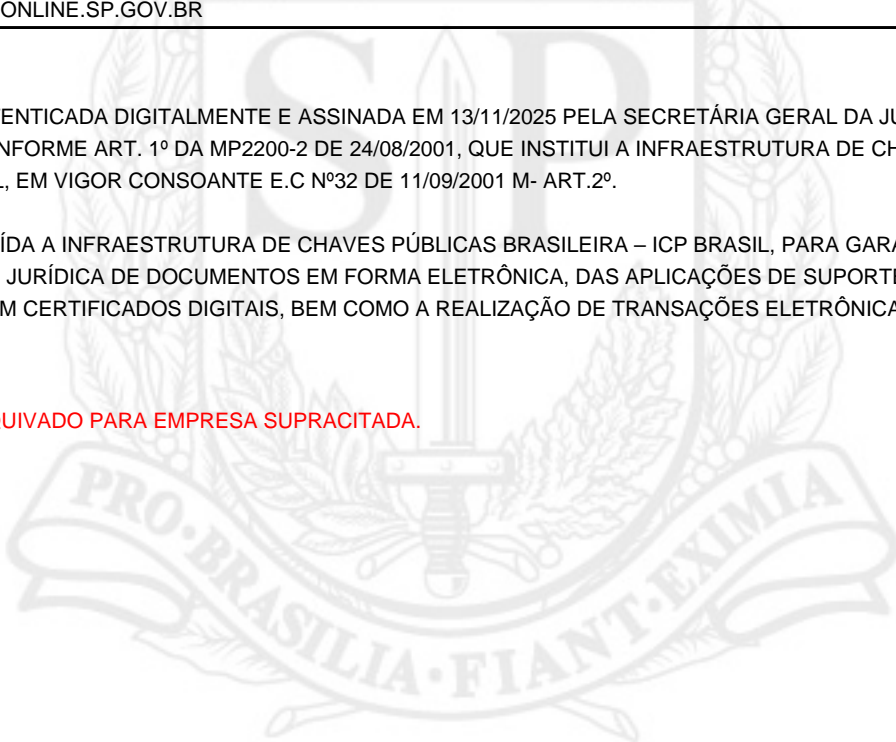 ONLINE.SP.GOV.BR
ENTICADA DIGITALMENTE E ASSINADA EM 13/11/2025 PELA SECRETÁRIA GERAL DA JU
NFORME ART. 1º DA MP2200-2 DE 24/08/2001, QUE INSTITUI A INFRAESTRUTURA DE CH
L, EM VIGOR CONSOANTE E.C Nº32 DE 11/09/2001 M- ART.2º.
ÍDA A INFRAESTRUTURA DE CHAVES PÚBLICAS BRASILEIRA – ICP BRASIL, PARA GARA
JURÍDICA DE DOCUMENTOS EM FORMA ELETRÔNICA, DAS APLICAÇÕES DE SUPORTE
M CERTIFICADOS DIGITAIS, BEM COMO A REALIZAÇÃO DE TRANSAÇÕES ELETRÔNICA
QUIVADO PARA EMPRESA SUPRACITADA.
SP
PRO·BRASILIA·FIANT·EXIMIA